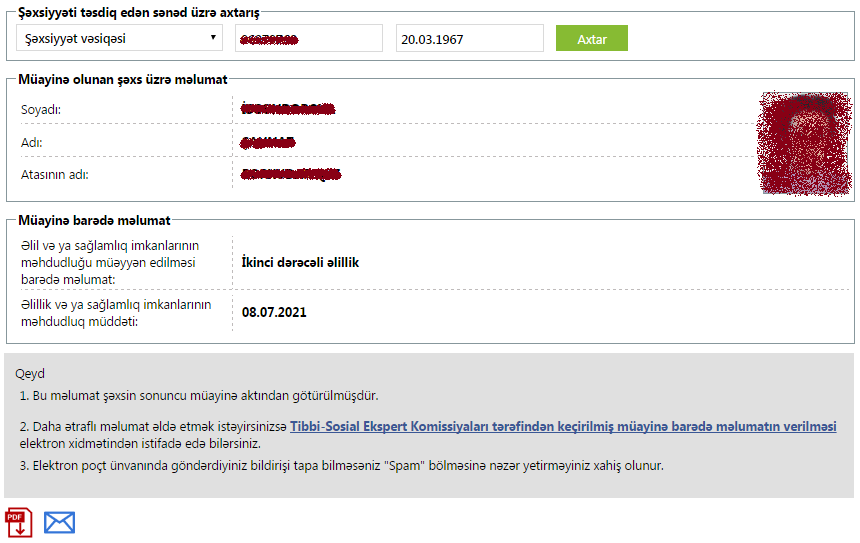 Şəxsiyyəti təsdiq edən sənəd üzrə axtarış
Şəxsiyyət vəsiqəsi
20.03.1967
Axtar
Müayinə olunan şəxs üzrə məlumat
Soyadı:
Adı:
Atasının adı:
Müayinə barədə məlumat
Əlil və ya sağlamlıq imkanlarının
məhdudluğu müəyyən edilməsi
barədə məlumat:
İkinci dərəcəli əlillik
Əlillik və ya sağlamlıq imkanlarının
məhdudluq müddəti:
08.07.2021
Qeyd
1. Bu məlumat şəxsin sonuncu müayinə aktından götürülmüşdür.
2. Daha ətraflı məlumat əldə etmək istəyirsinizsə Tibbi-Sosial Ekspert Komissiyaları tərəfindən keçirilmiş müayinə barədə məlumatın verilməsi
elektron xidmətindən istifadə edə bilərsiniz.
3. Elektron poçt ünvanında göndərdiyiniz bildirişi tapa bilməsəniz "Spam" bölməsinə nəzər yetirməyiniz xahiş olunur.
PDF